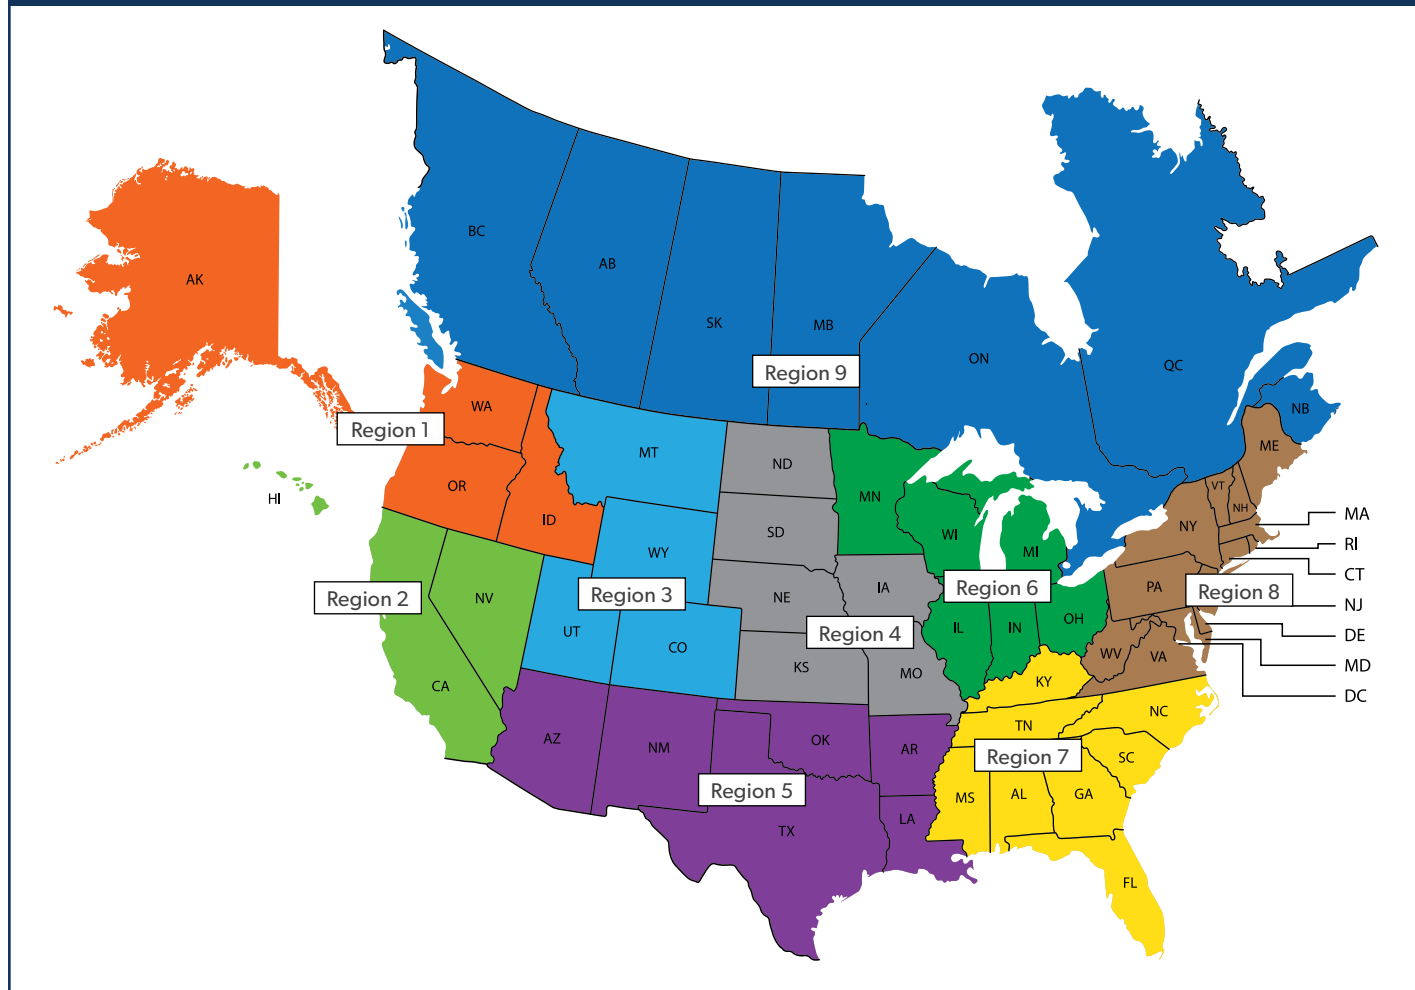 BC
AB
AK
SK
MB
ON
QC
Region 9
NB
WA
Region 1
ME
MT
ND
VT
OR
MN
HI
NH
MA
ID
NY
SD
WI
RI
WY
MI
CT
PA
IA
Region 6
Region 8
NV
Region 2
Region 3
NE
NJ
OH
UT
IL
IN
Region 4
DE
CO
WV
VA
KS
MO
MD
KY
CA
DC
NC
TN
AZ
OK
NM
AR
Region 7
SC
Region 5
MS
AL
GA
LA
TX
FL